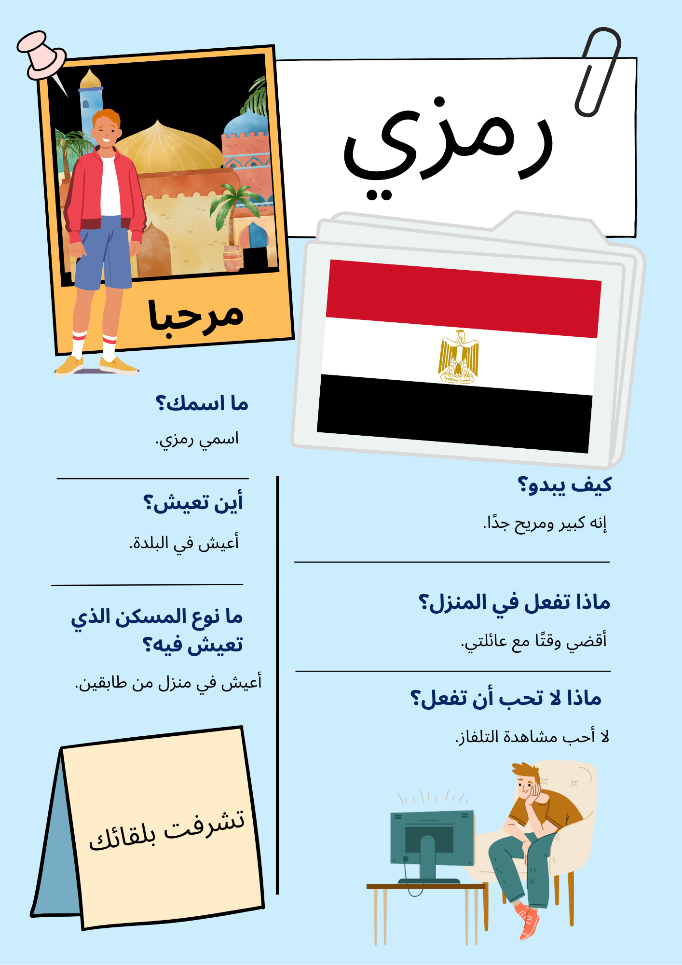 رمزي
مرحبا
ما اسمك؟
اسمي رمزي.
أين تعيش؟
أعيش في البلدة.
ما نوع المسكن الذي
تعيش فيه؟
أعيش في منزل من طابقين.
كيف يبدو؟
إنه كبير ومريح جدًا.
ماذا تفعل في المنزل؟
أقضي وقتًا مع عائلتي.
ماذا لا تحب أن تفعل؟
لا أحب مشاهدة التلفاز.
تشرفت بلقائك